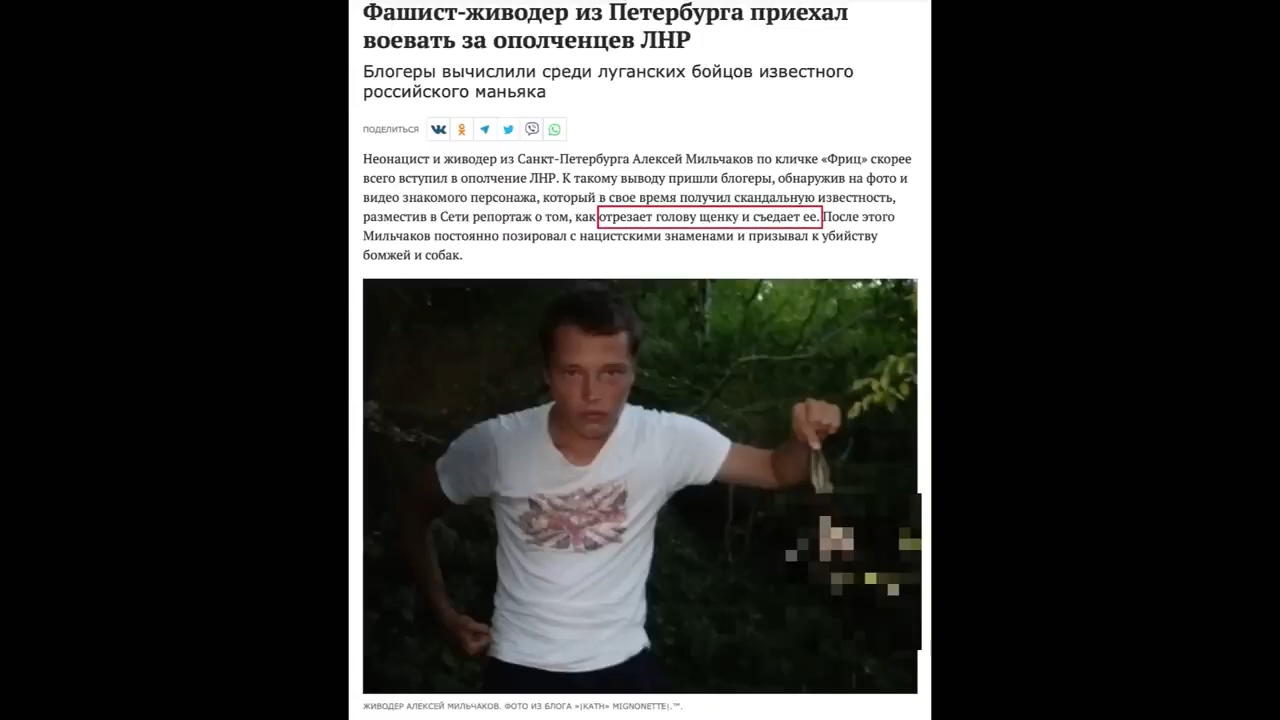 Фашист-живодер из Петербурга приехал
воевать за ополченцев ЛНР
Блогеры вычислили среди луганских бойцов известного
российского маньяка
ПОДЕЛИТЬСЯ
Неонацист и живодер из Санкт-Петербурга Алексей Мильчаков по кличке «Фриц» скорее
всего вступил в ополчение ЛНР. К такому выводу пришли блогеры, обнаружив на фото и
видео знакомого персонажа, который в свое время получил скандальную известность,
разместив в Сети репортаж о том, как отрезает голову щенку и съедает ее. После этого
Мильчаков постоянно позировал с нацистскими знаменами и призывал к убийству
бомжей и собак.
ЖИВОДЕР АЛЕКСЕЙ МИЛЬЧАКОВ. ФОТО ИЗ БЛОГА »|KATH» MIGNONETTE|.™.